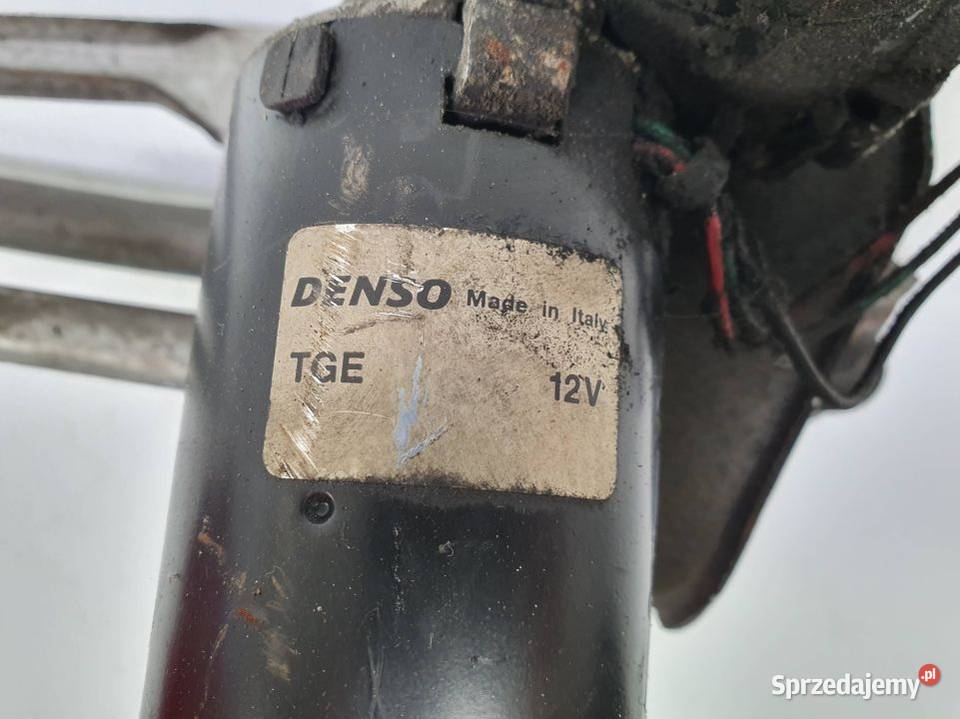 DENSO Made in Italy
TGE 12V
Sprzedajemy.pl